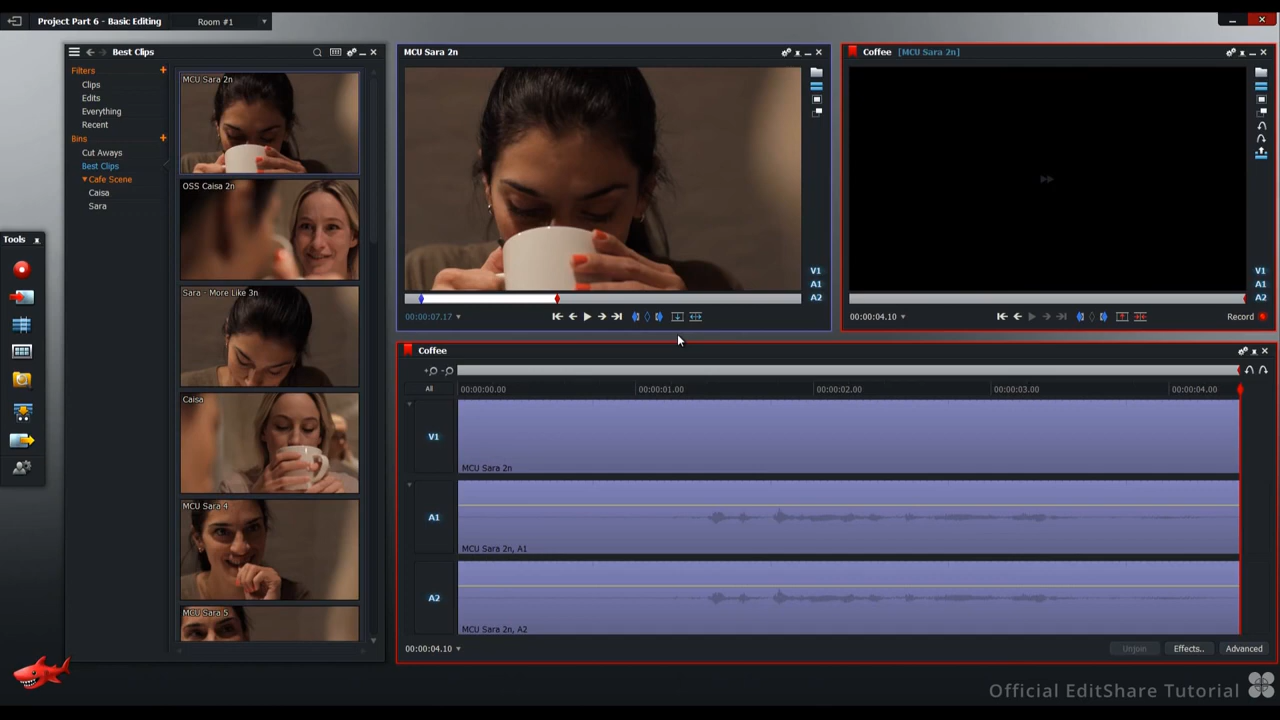 Project Part 6 - Basic Editing
Room #1
Best Clips
Filters
Clips
Edits
Everything
Recent
Bins
Cut Aways
Best Clips
Cafe Scene
Caisa
Sara
Tools
MCU Sara 2n
OSS Caisa 2n
Sara - More Like 3n
Caisa
MCU Sara 4
MCU Sara 5
MCU Sara 2n
V1
A1
A2
00:00:07.17
Coffee [MCU Sara 2n]
V1
A1
A2
00:00:04.10
Record
Coffee
All
00:00:00.00 00:00:01.00 00:00:02.00 00:00:03.00 00:00:04.00
V1
MCU Sara 2n
A1
MCU Sara 2n, A1
A2
MCU Sara 2n, A2
00:00:04.10
Unjoin
Effects..
Advanced
Official EditShare Tutorial